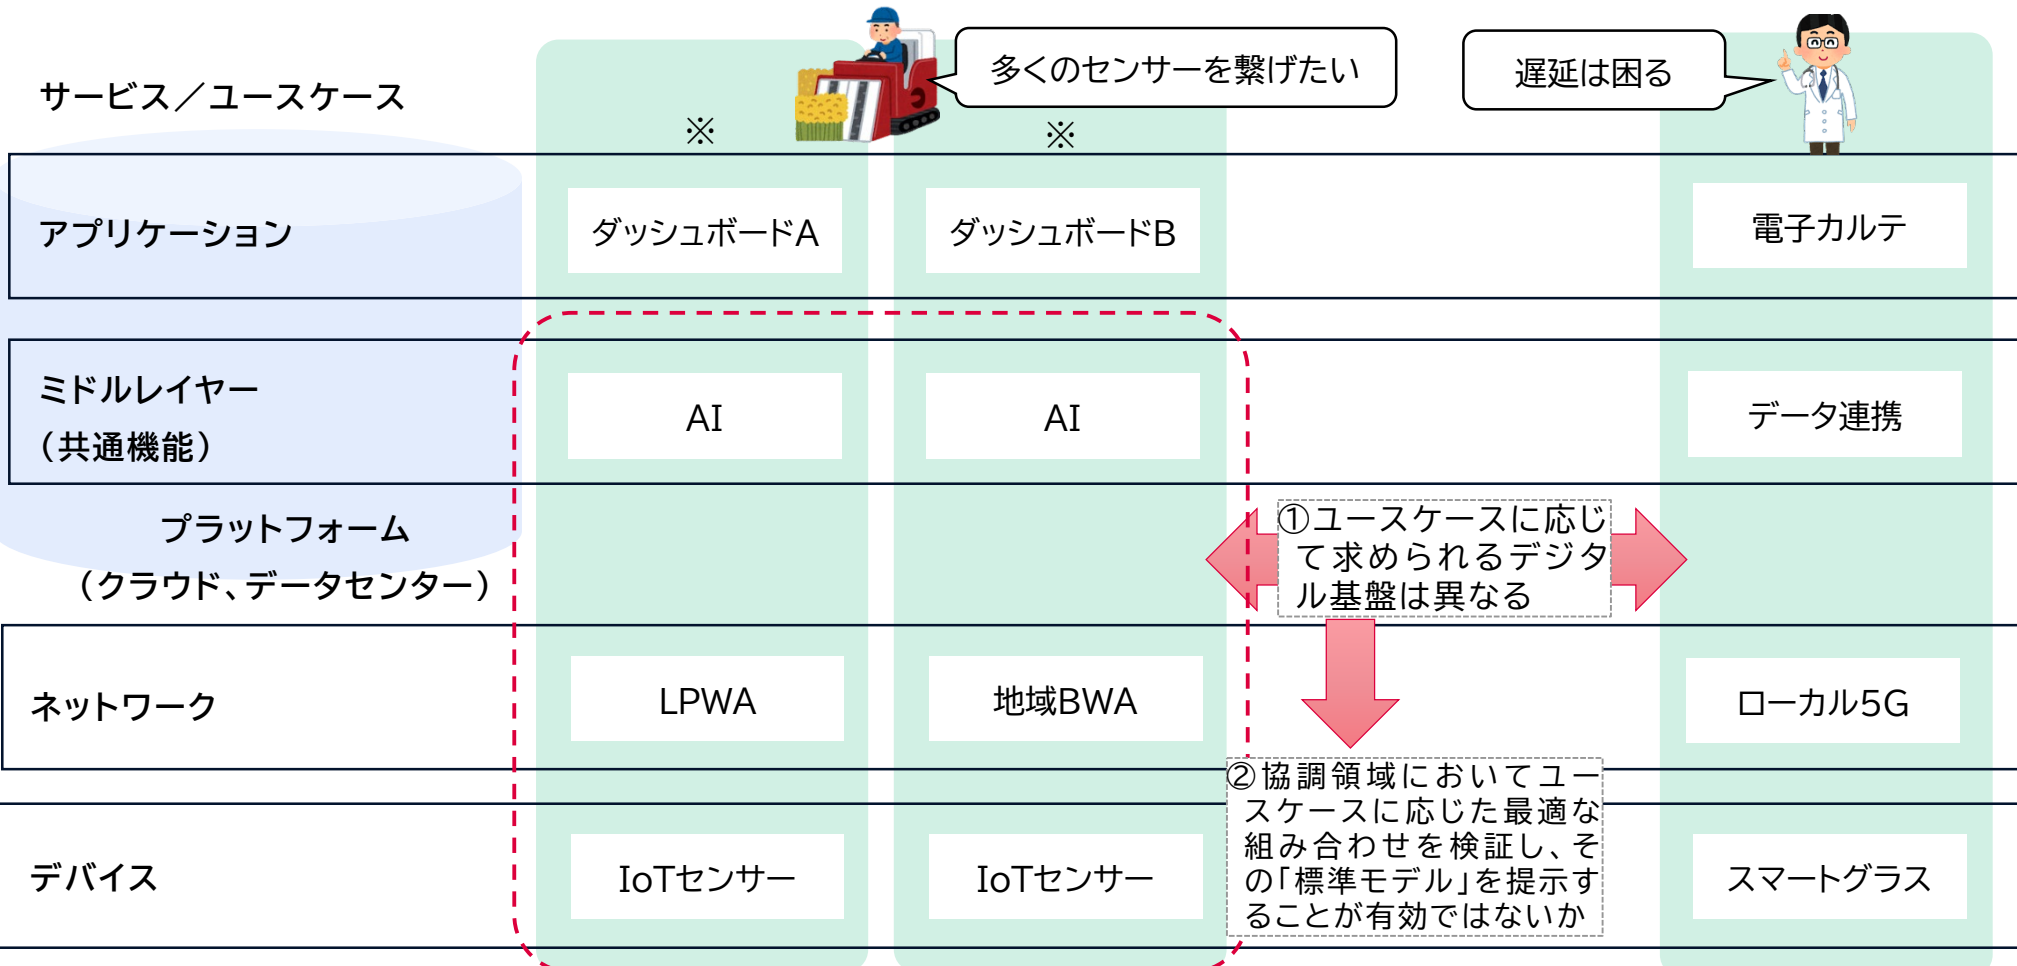 多くのセンサーを繋げたい
遅延は困る
サービス／ユースケース
※
※
アプリケーション
ダッシュボードA
ダッシュボードB
電子カルテ
ミドルレイヤー
（共通機能）
AI
AI
データ連携
プラットフォーム
（クラウド、データセンター）
①ユースケースに応じ
て求められるデジタ
ル基盤は異なる
ネットワーク
LPWA
地域BWA
ローカル5G
②協調領域においてユー
スケースに応じた最適な
組み合わせを検証し、そ
の「標準モデル」を提示す
ることが有効ではないか
デバイス
IoTセンサー
IoTセンサー
スマートグラス